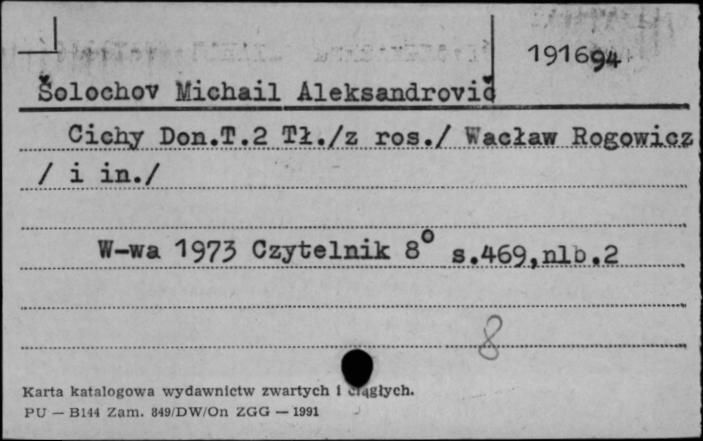 191694
Šolochov Michail Aleksandrovič
Cichy Don.T.2 Tł./z ros./ Wacław Rogowicz
/ i in./
W-wa 1973 Czytelnik 8° s.469,nlb.2
8
Karta katalogowa wydawnictw zwartych i ciągłych.
PU — B144 Zam. 849/DW/On ZGG — 1991